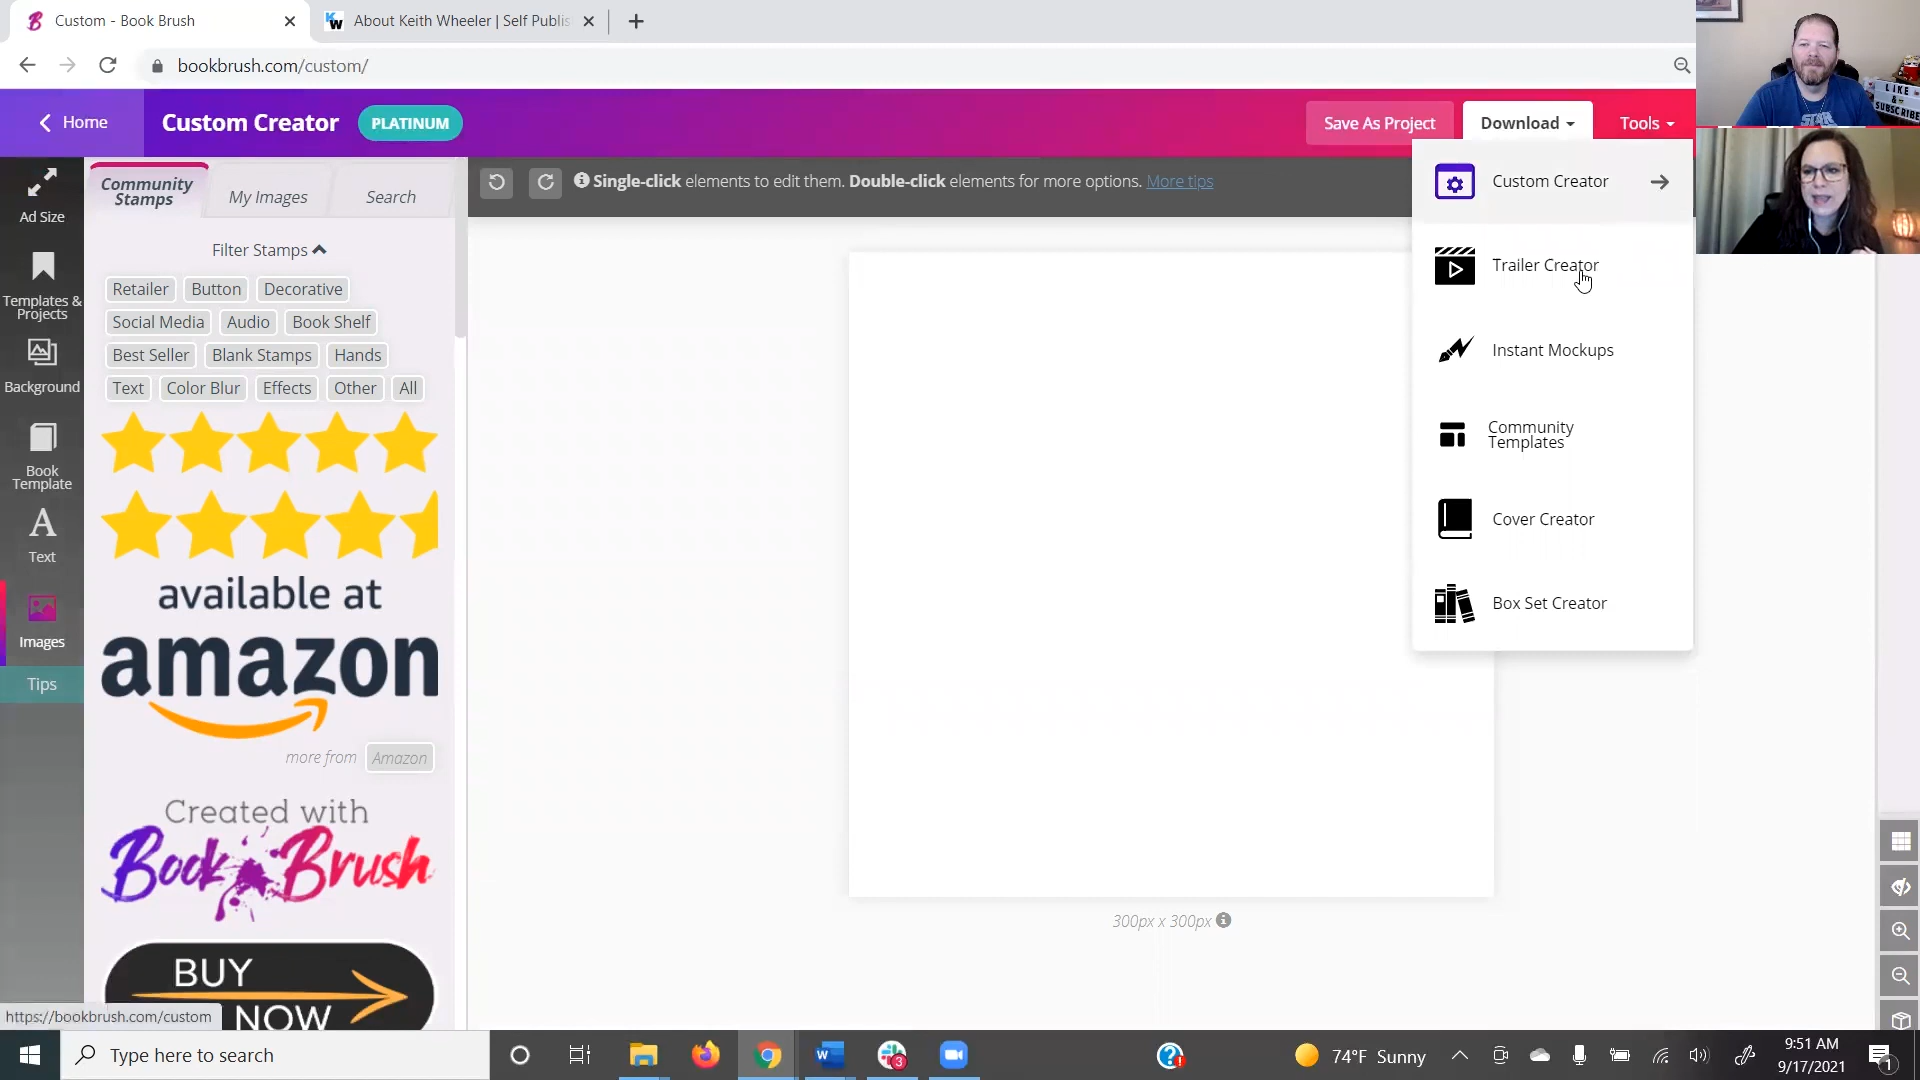 Custom - Book Brush
About Keith Wheeler | Self Publis
bookbrush.com/custom/
Home
Custom Creator
PLATINUM
Save As Project
Download
Tools
LIKE
&
SUBSCRIBE
STAR
Ad Size
Templates &
Projects
Background
Book
Template
Text
Images
Tips
Community
Stamps
My Images
Search
Filter Stamps
Retailer
Button
Decorative
Social Media
Audio
Book Shelf
Best Seller
Blank Stamps
Hands
Text
Color Blur
Effects
Other
All
available at
amazon
more from
Amazon
Created with
Book Brush
BUY
NOW
https://bookbrush.com/custom
Single-click elements to edit them. Double-click elements for more options. More tips
300px x 300px
Custom Creator
Trailer Creator
Instant Mockups
Community
Templates
Cover Creator
Box Set Creator
Type here to search
3
74°F Sunny
9:51 AM
9/17/2021
1